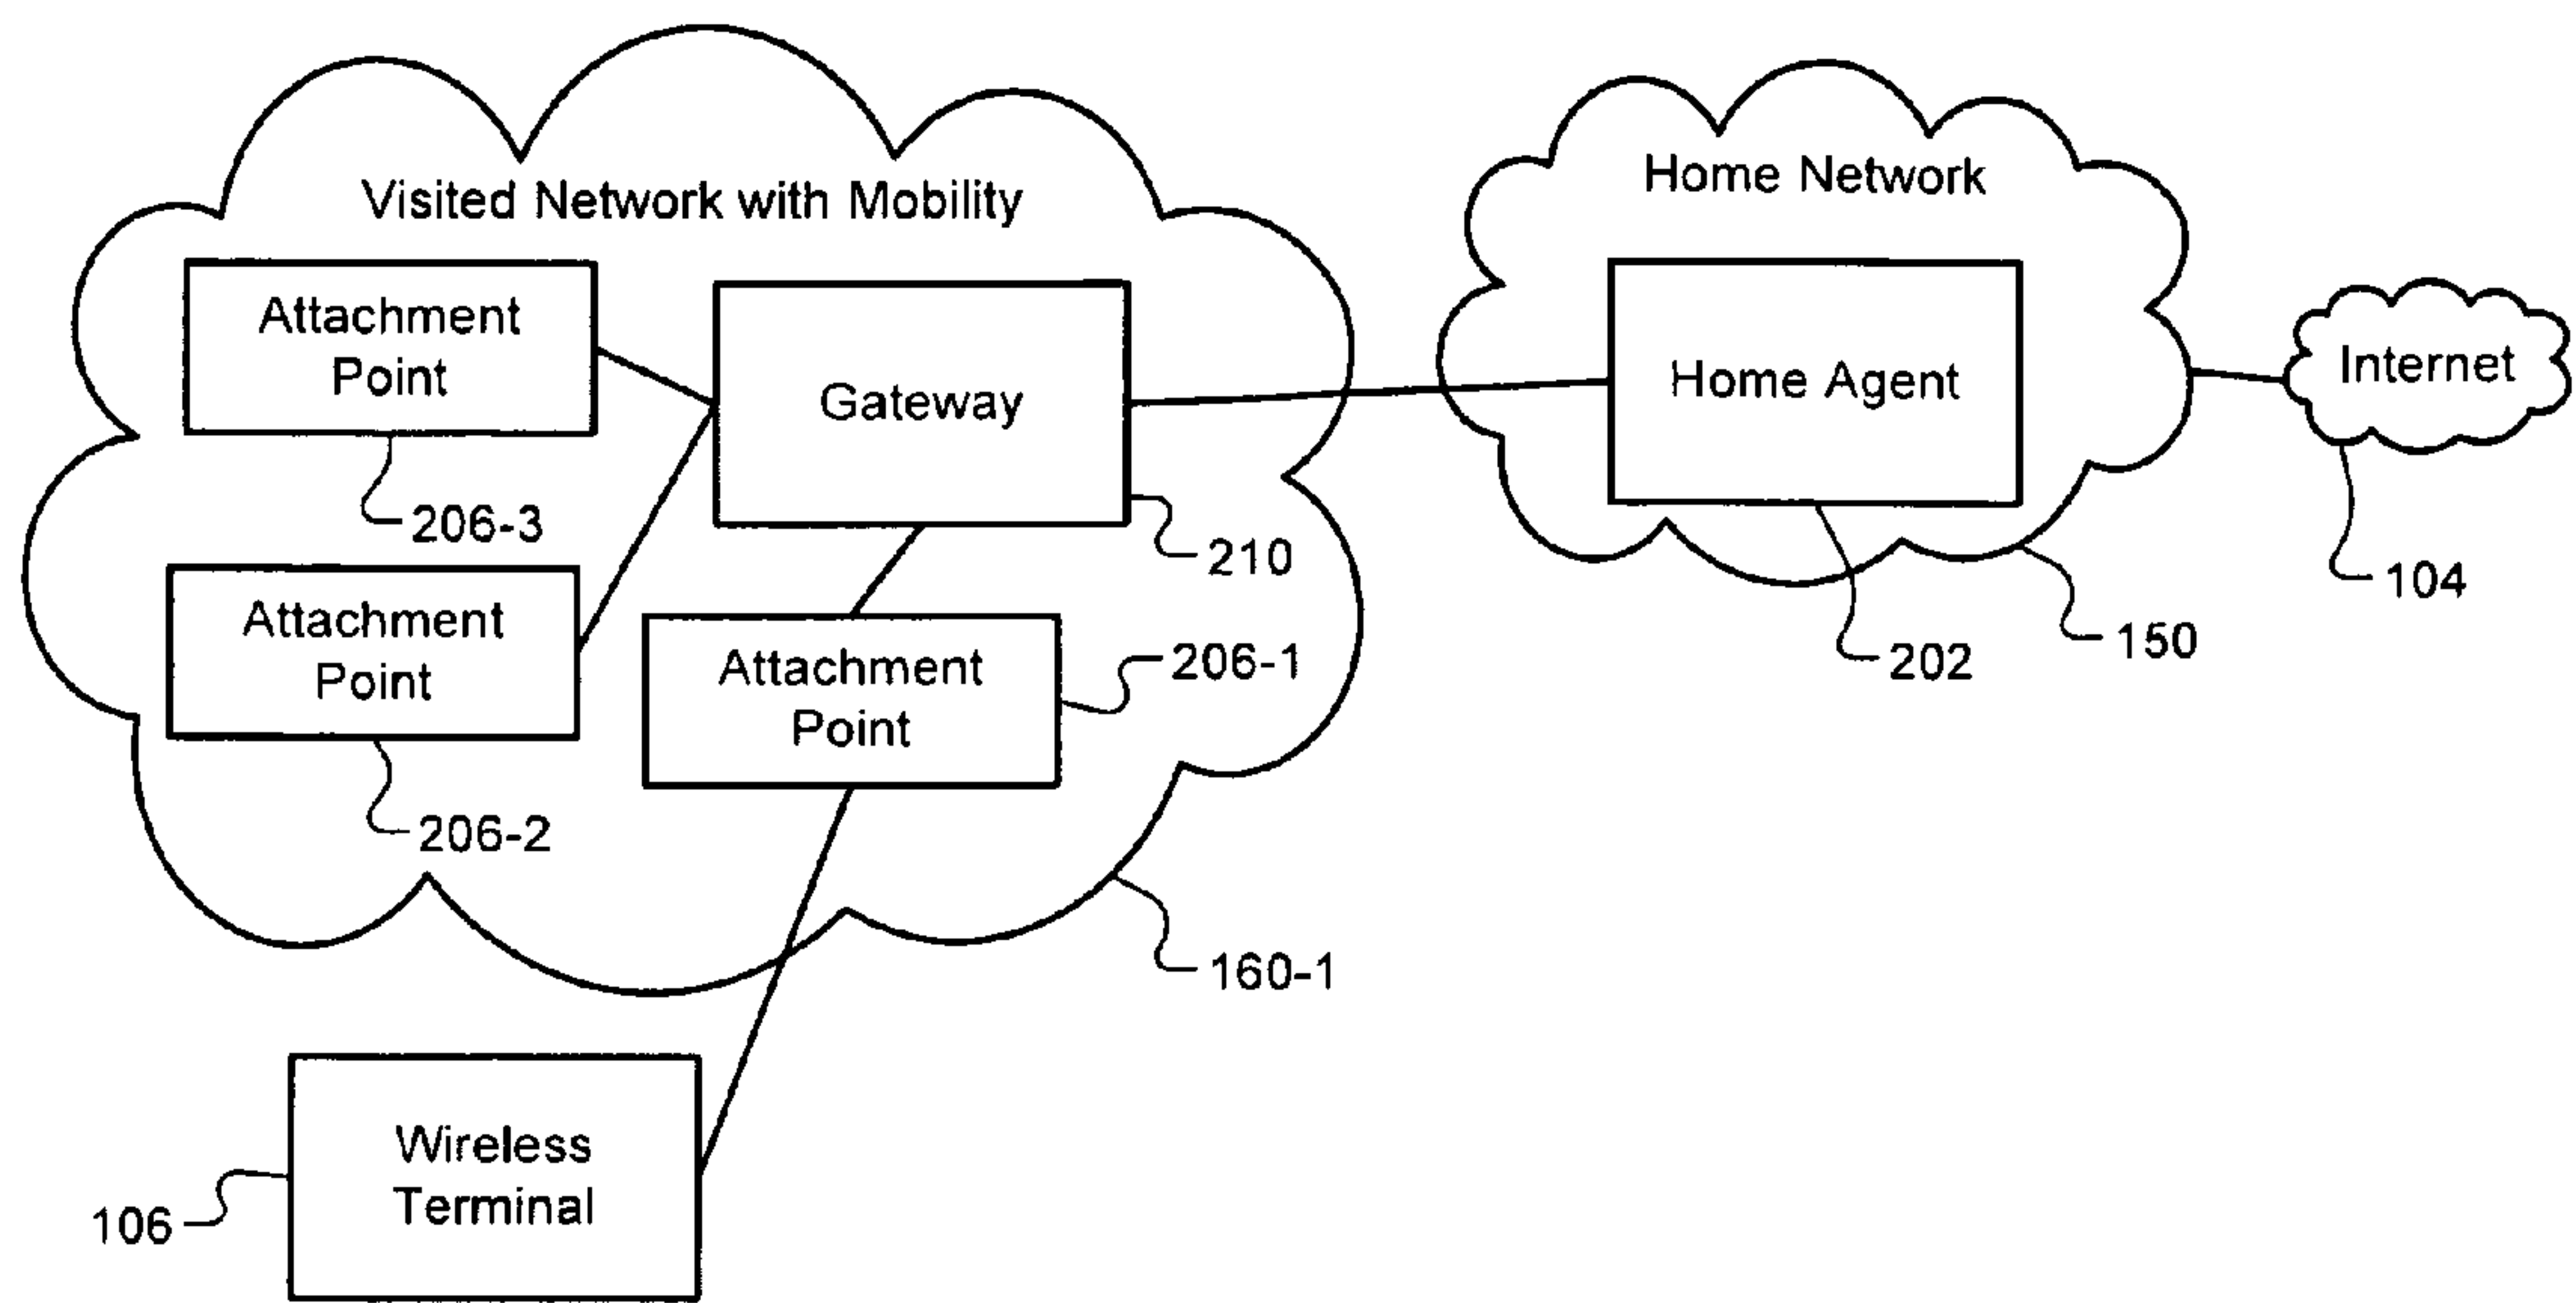 Visited Network with Mobility
Attachment
Point
206-3
Gateway
210
Attachment
Point
206-2
Attachment
Point
206-1
160-1
Wireless
Terminal
106
Home Network
Home Agent
202
150
Internet
104